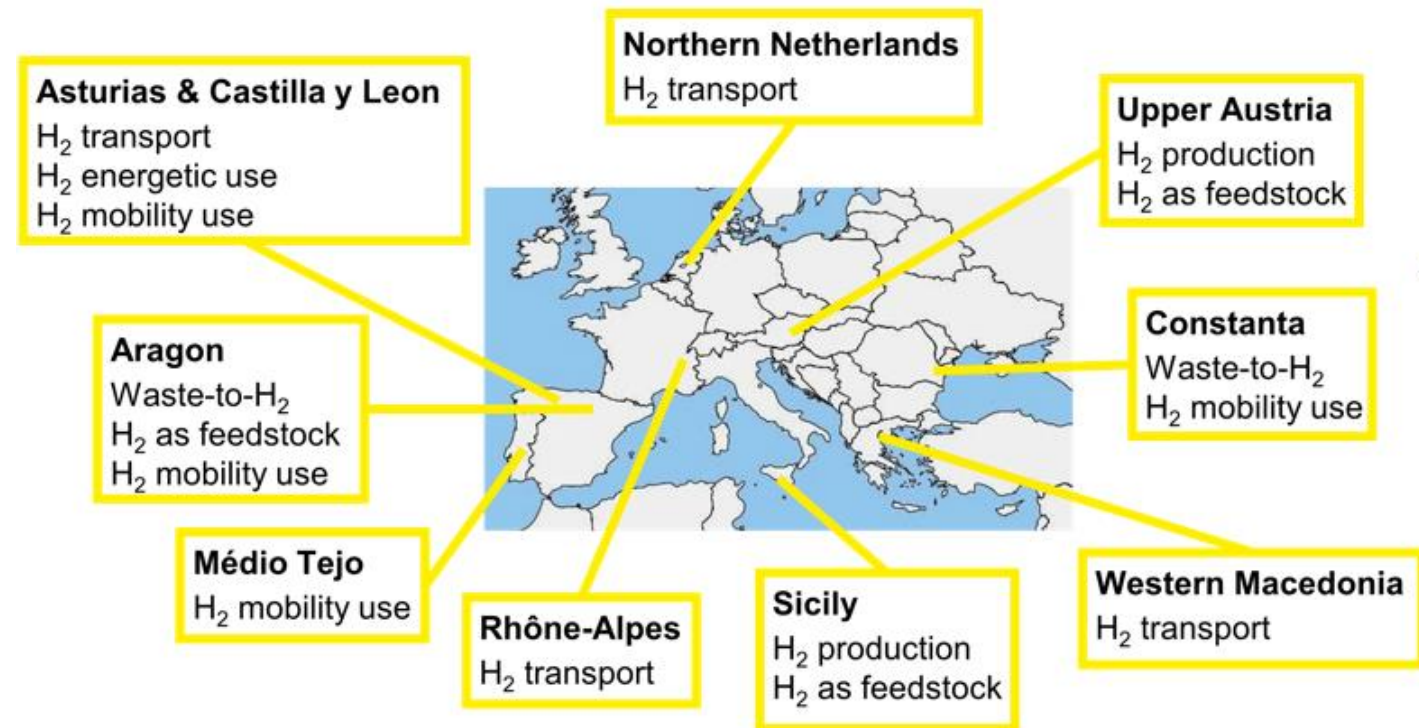 Northern Netherlands
H₂ transport
Asturias & Castilla y Leon
H₂ transport
H₂ energetic use
H₂ mobility use
Upper Austria
H₂ production
H₂ as feedstock
Aragon
Waste-to-H₂
H₂ as feedstock
H₂ mobility use
Constanta
Waste-to-H₂
H₂ mobility use
Médio Tejo
H₂ mobility use
Rhône-Alpes
H₂ transport
Sicily
H₂ production
H₂ as feedstock
Western Macedonia
H₂ transport